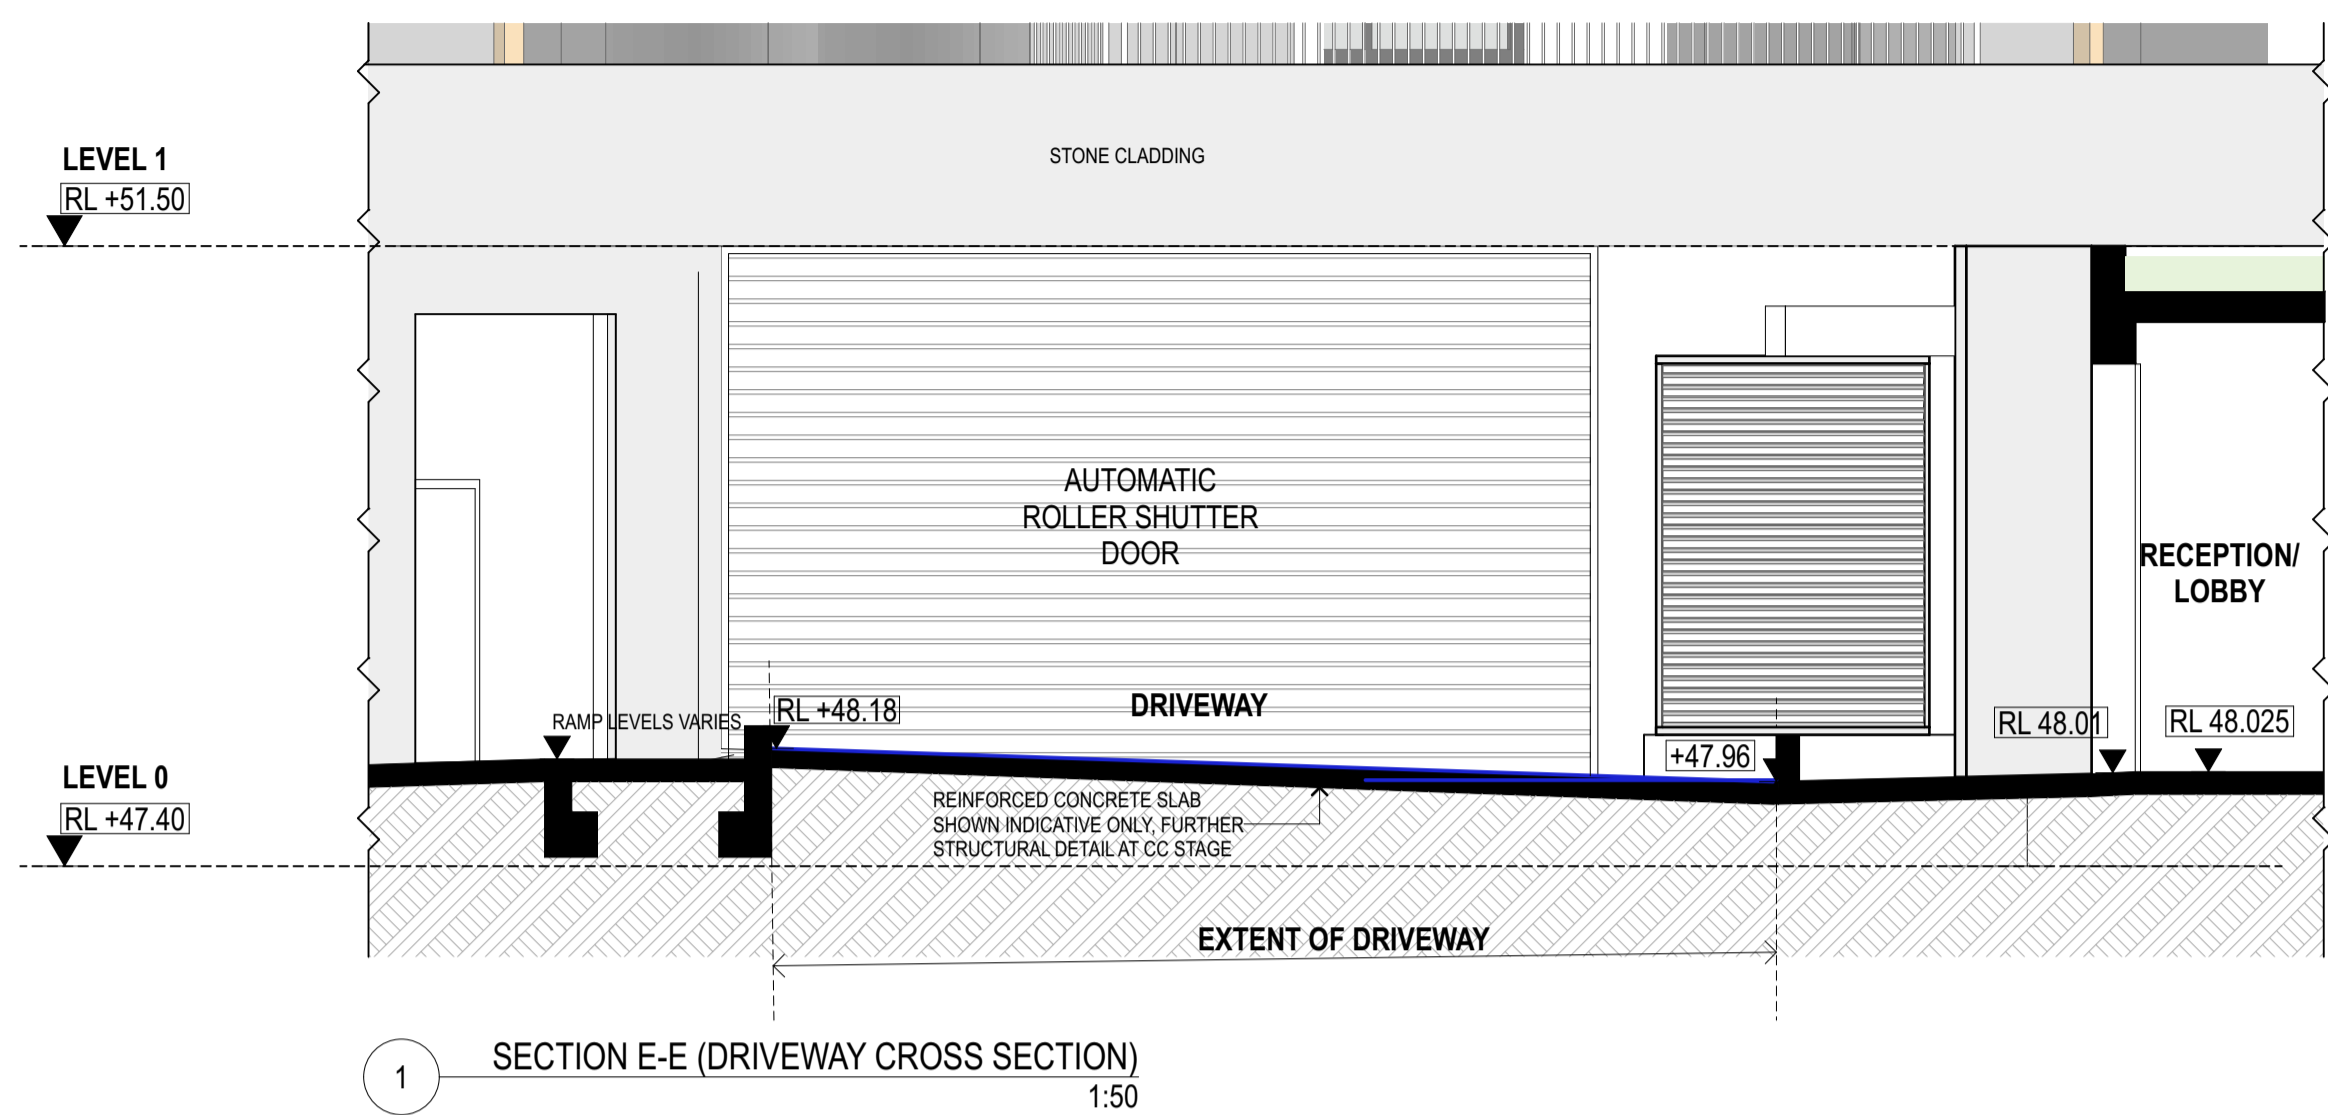 STONE CLADDING
LEVEL 1
RL +51.50
AUTOMATIC
ROLLER SHUTTER
DOOR
RECEPTION/
LOBBY
DRIVEWAY
RAMP LEVELS VARIES
RL +48.18
RL 48.01
RL 48.025
+47.96
LEVEL 0
RL +47.40
REINFORCED CONCRETE SLAB
SHOWN INDICATIVE ONLY, FURTHER
STRUCTURAL DETAIL AT CC STAGE
EXTENT OF DRIVEWAY
1
SECTION E-E (DRIVEWAY CROSS SECTION)
1:50